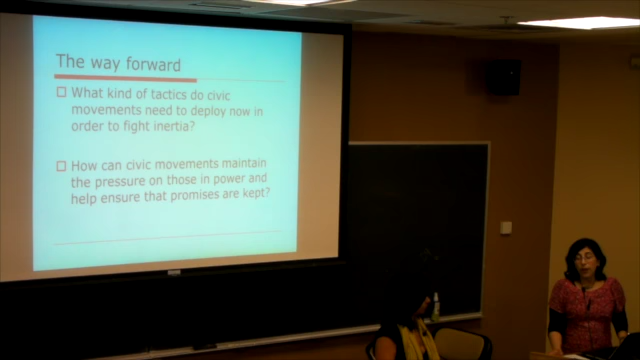 The way forward
What kind of tactics do civic
movements need to deploy now in
order to fight inertia?
How can civic movements maintain
the pressure on those in power and
help ensure that promises are kept?